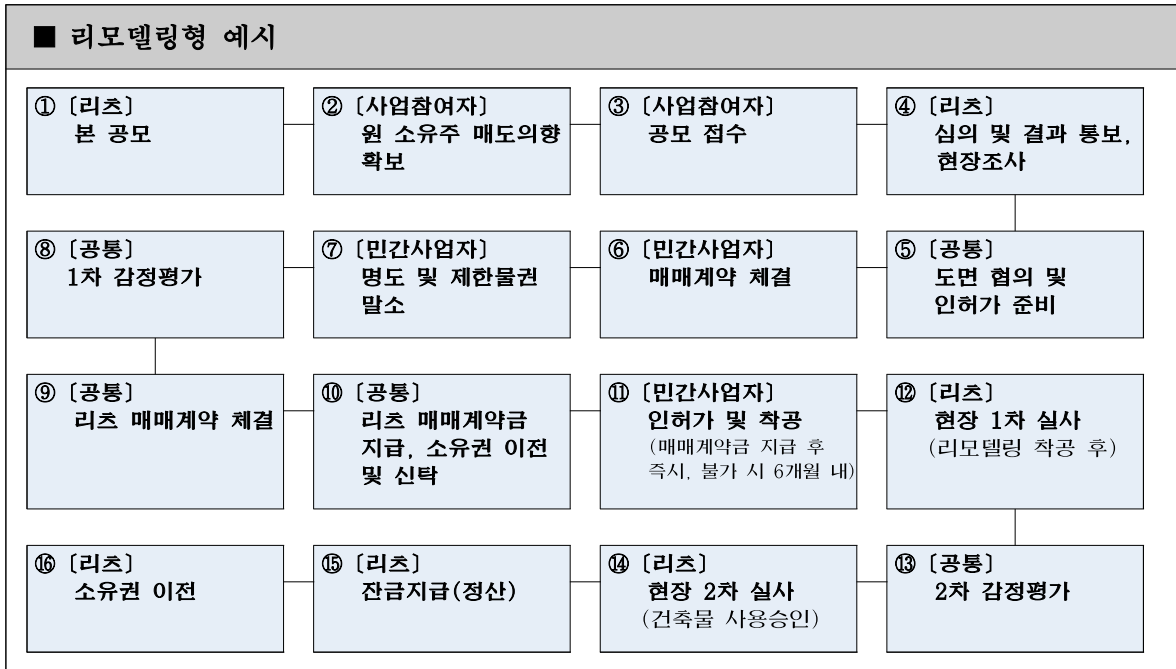 ■ 리모델링형 예시
① [리츠]
본 공모
② [사업참여자]
원 소유주 매도의향
확보
③ [사업참여자]
공모 접수
④ [리츠]
심의 및 결과 통보,
현장조사
⑤ [공통]
도면 협의 및
인허가 준비
⑥ [민간사업자]
매매계약 체결
⑦ [민간사업자]
명도 및 제한물권
말소
⑧ [공통]
1차 감정평가
⑨ [공통]
리츠 매매계약 체결
⑩ [공통]
리츠 매매계약금
지급, 소유권 이전
및 신탁
⑪ [민간사업자]
인허가 및 착공
(매매계약금 지급 후
즉시, 불가 시 6개월 내)
⑫ [리츠]
현장 1차 실사
(리모델링 착공 후)
⑬ [공통]
2차 감정평가
⑭ [리츠]
현장 2차 실사
(건축물 사용승인)
⑮ [리츠]
잔금지급(정산)
⑯ [리츠]
소유권 이전